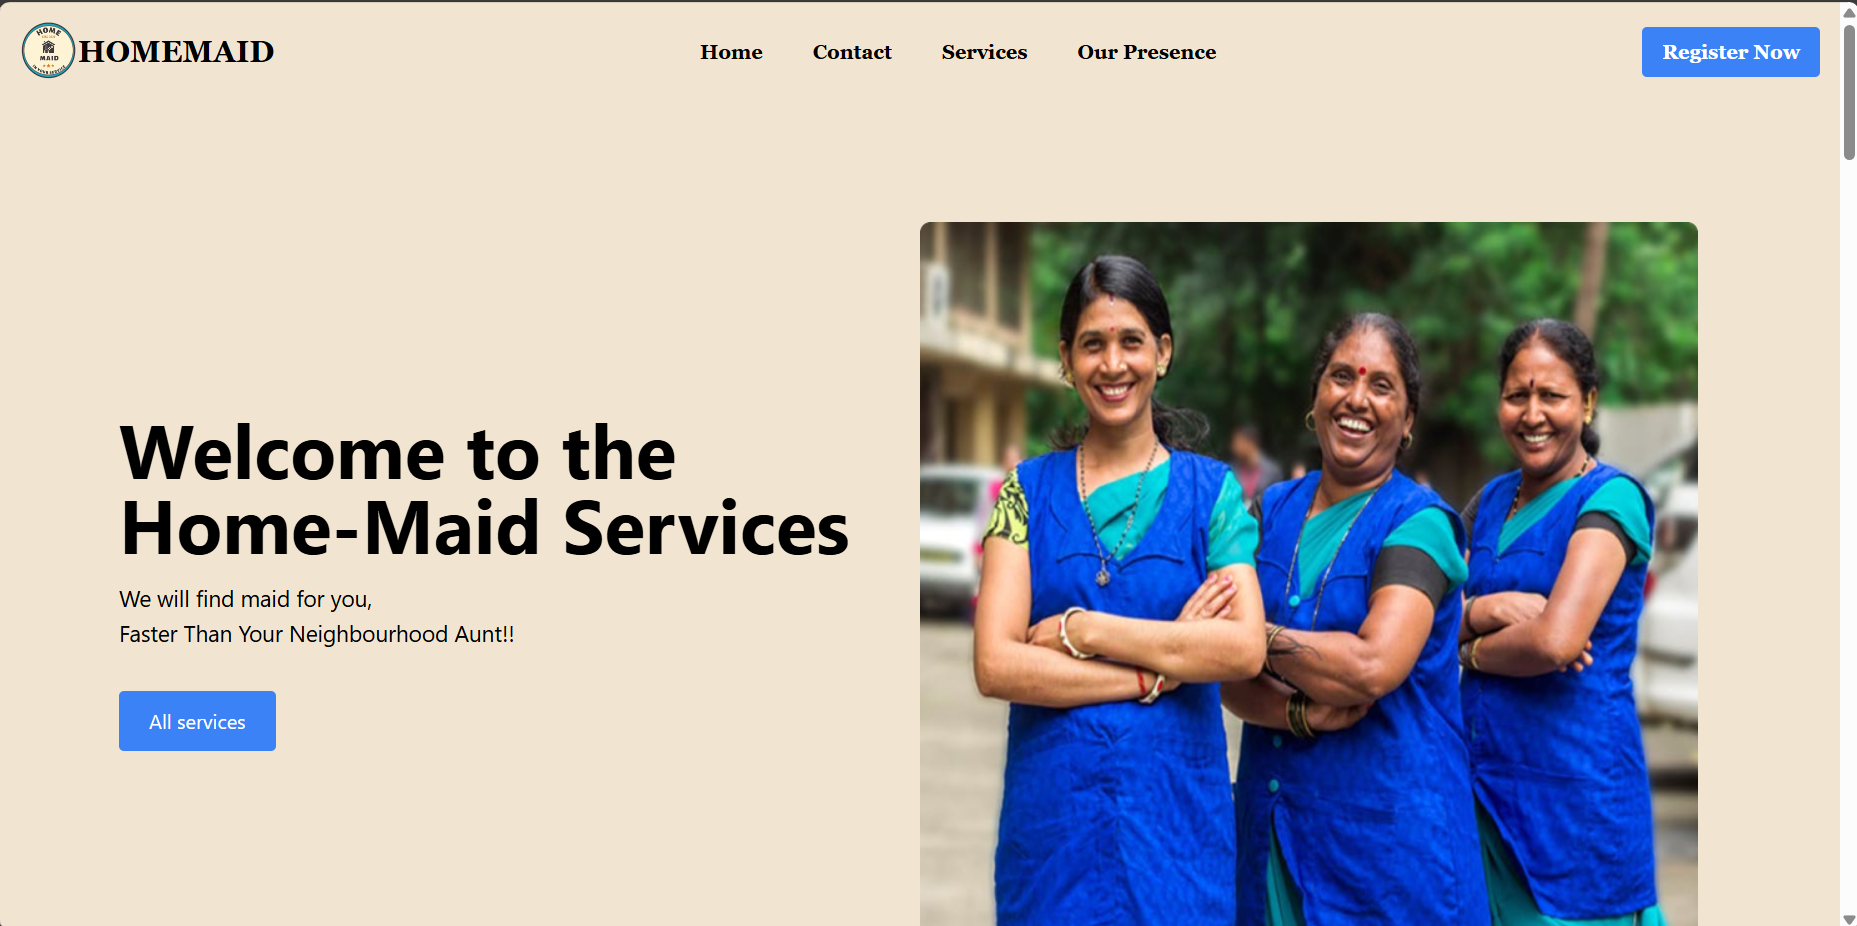 HOME
MAID
HOMEMAID
Home
Contact
Services
Our Presence
Register Now
Welcome to the
Home-Maid Services
We will find maid for you,
Faster Than Your Neighbourhood Aunt!!
All services